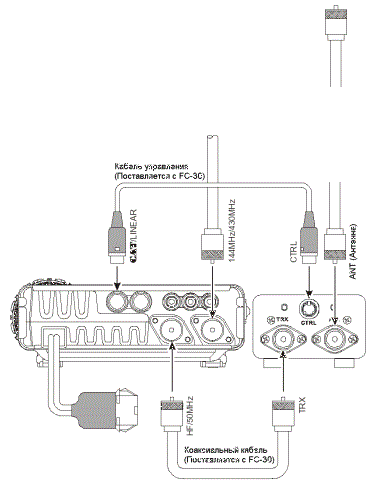 Кабель управления
(Поставляется с FC-30)
CAT/LINEAR
144MHz/430MHz
CTRL
ANT (Антенна)
TRX
CTRL
HF/50MHz
TRX
Коаксиальный кабель
(Поставляется с FC-30)